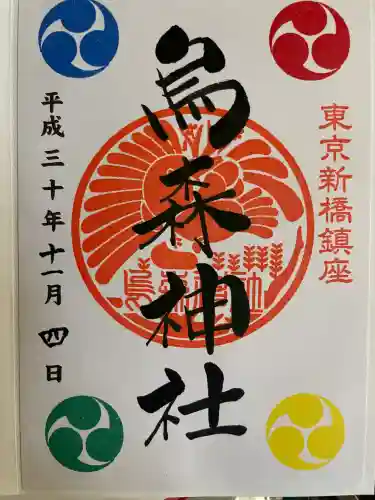 東京新橋鎮座
烏森神社
平成三十年十一月四日